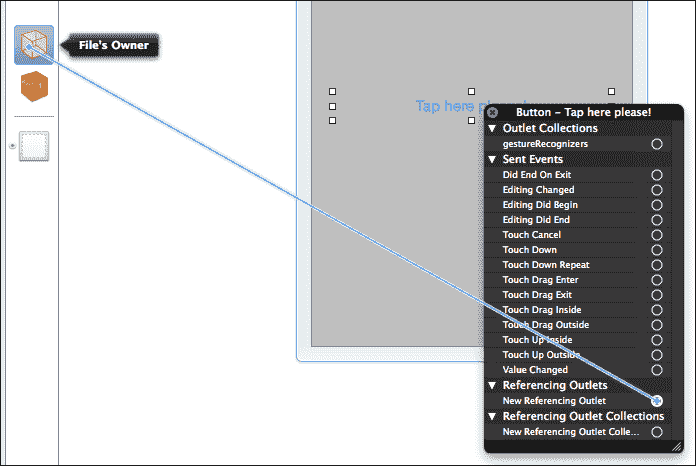 File's Owner
Tap here please!
Button – Tap here please!
Outlet Collections
gestureRecognizers
Sent Events
Did End On Exit
Editing Changed
Editing Did Begin
Editing Did End
Touch Cancel
Touch Down
Touch Down Repeat
Touch Drag Enter
Touch Drag Exit
Touch Drag Inside
Touch Drag Outside
Touch Up Inside
Touch Up Outside
Value Changed
Referencing Outlets
New Referencing Outlet
Referencing Outlet Collections
New Referencing Outlet Colle...